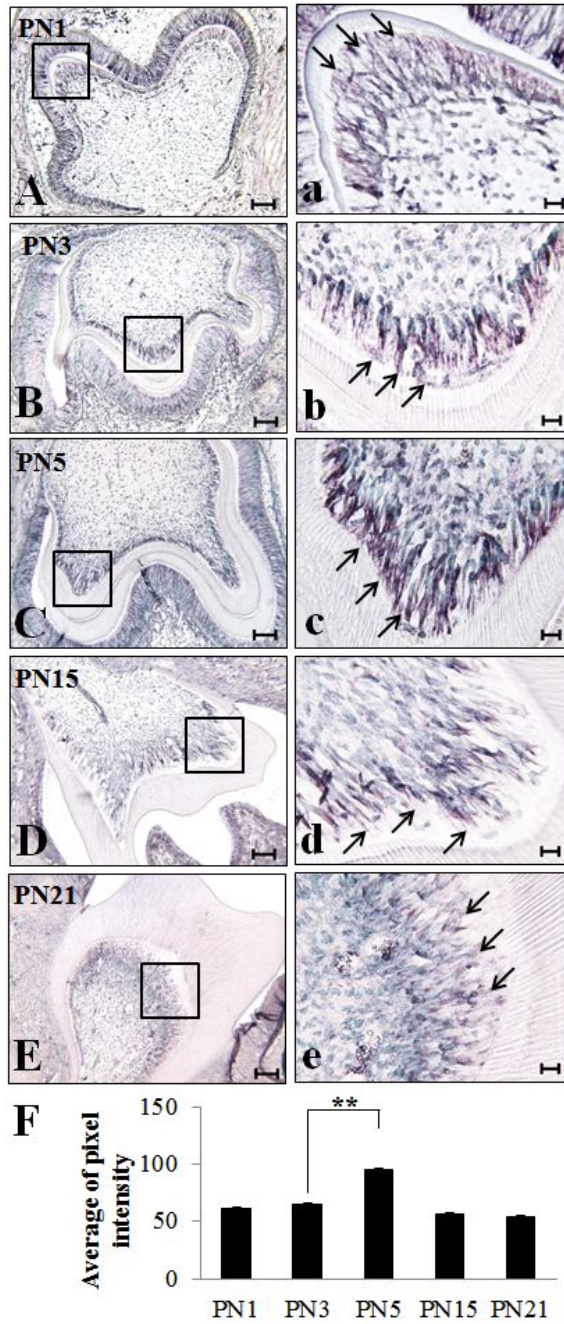 PN1
A
a
PN3
B
b
PN5
C
c
PN15
D
d
PN21
E
e
F
Average of pixel
intensity
150
100
50
0
**
PN1 PN3 PN5 PN15 PN21